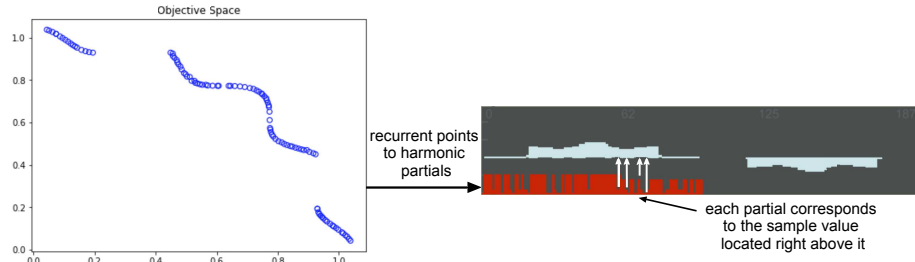 Objective Space
1.0
0.8
0.6
0.4
0.2
0.0
0.0
0.2
0.4
0.6
0.8
1.0
recurrent points
to harmonic
partials
0
62
125
187
each partial corresponds
to the sample value
located right above it